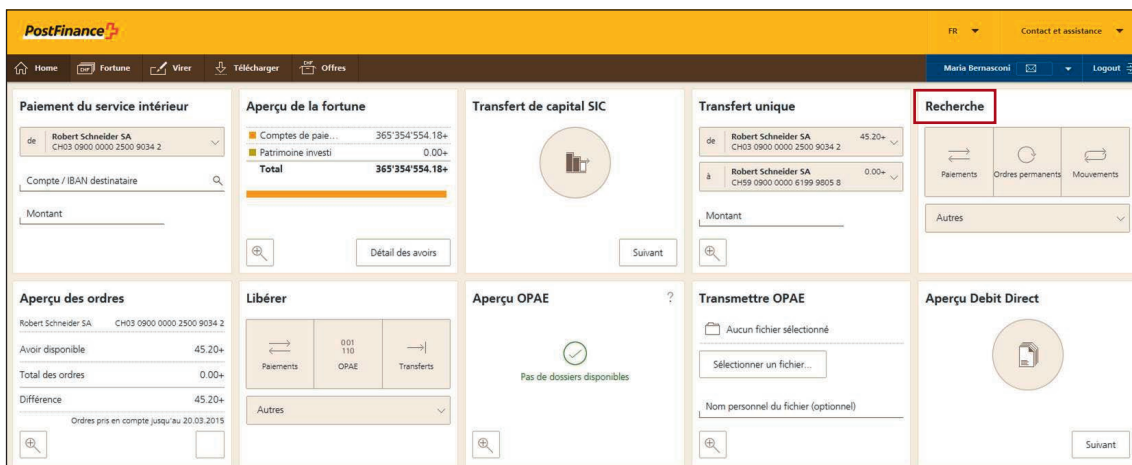 PostFinance
FR
Contact et assistance
Home
CHF
Fortune
Virer
Télécharger
CHF
Offres
Maria Bernasconi
Logout
Paiement du service intérieur
de
Robert Schneider SA
CH03 0900 0000 2500 9034 2
Compte / IBAN destinataire
Montant
Aperçu de la fortune
Comptes de paie... 365'354'554.18+
Patrimoine investi 0.00+
Total 365'354'554.18+
Détail des avoirs
Transfert de capital SIC
Suivant
Transfert unique
de
Robert Schneider SA 45.20+
CH03 0900 0000 2500 9034 2
à
Robert Schneider SA 0.00+
CH59 0900 0000 6199 9805 8
Montant
Recherche
Paiements
Ordres permanents
Mouvements
Autres
Aperçu des ordres
Robert Schneider SA CH03 0900 0000 2500 9034 2
Avoir disponible 45.20+
Total des ordres 0.00+
Différence 45.20+
Ordres pris en compte jusqu'au 20.03.2015
Libérer
Paiements
001
110
OPAE
Transferts
Autres
Aperçu OPAE ?
Pas de dossiers disponibles
Transmettre OPAE
Aucun fichier sélectionné
Sélectionner un fichier...
Nom personnel du fichier (optionnel)
Aperçu Debit Direct
Suivant